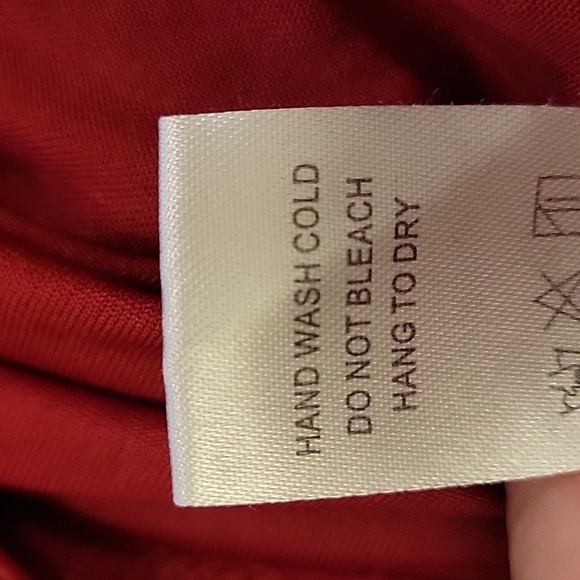 HAND WASH COLD
DO NOT BLEACH
HANG TO DRY